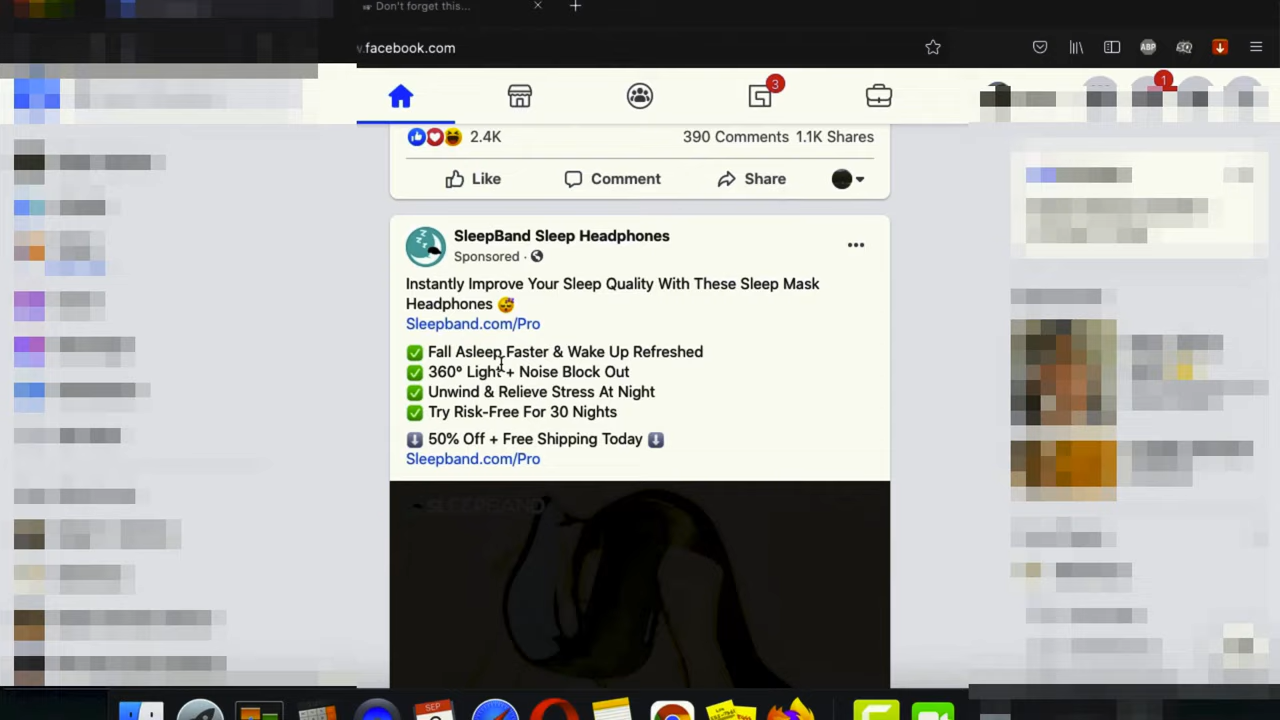 Don't forget this...
.facebook.com
ABP
3
1
2.4K 390 Comments 1.1K Shares
Like Comment Share
SleepBand Sleep Headphones
Sponsored ·
Instantly Improve Your Sleep Quality With These Sleep Mask
Headphones 😴
Sleepband.com/Pro
✅ Fall Asleep Faster & Wake Up Refreshed
✅ 360° Light + Noise Block Out
✅ Unwind & Relieve Stress At Night
✅ Try Risk-Free For 30 Nights
⬇️ 50% Off + Free Shipping Today ⬇️
Sleepband.com/Pro
SLEEPBAND
SEP